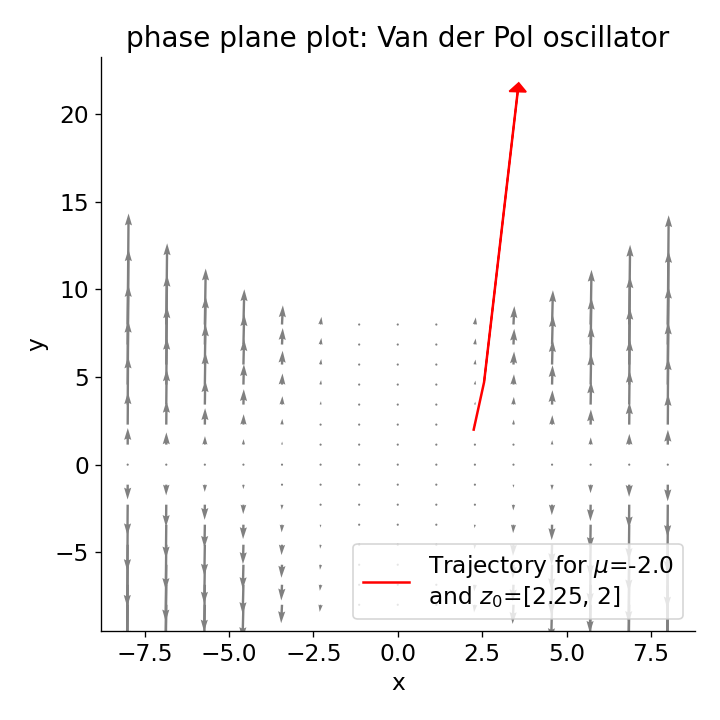 phase plane plot: Van der Pol oscillator
y
20
15
10
5
0
−5
Trajectory for μ=-2.0
and z₀=[2.25, 2]
−7.5 −5.0 −2.5 0.0 2.5 5.0 7.5
x